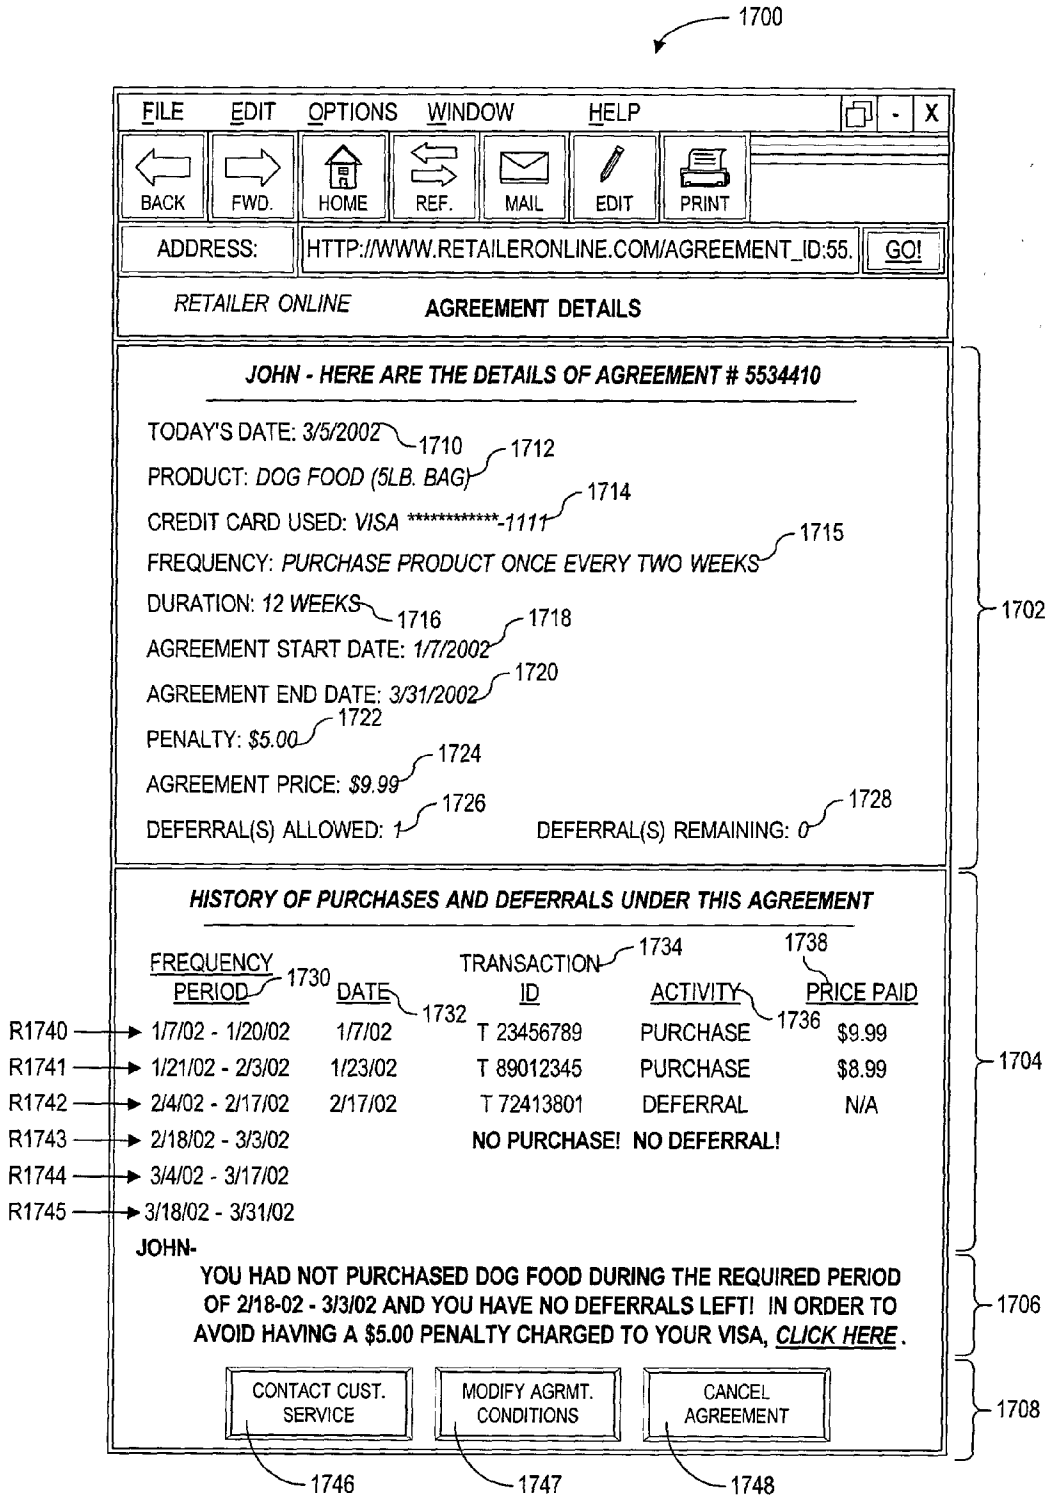 1700
FILE EDIT OPTIONS WINDOW HELP - X
BACK FWD. HOME REF. MAIL EDIT PRINT
ADDRESS: HTTP://WWW.RETAILERONLINE.COM/AGREEMENT_ID:55. GO!
RETAILER ONLINE AGREEMENT DETAILS
JOHN - HERE ARE THE DETAILS OF AGREEMENT # 5534410
TODAY'S DATE: 3/5/2002 1710
PRODUCT: DOG FOOD (5LB. BAG) 1712
CREDIT CARD USED: VISA ************-1111 1714
FREQUENCY: PURCHASE PRODUCT ONCE EVERY TWO WEEKS 1715
DURATION: 12 WEEKS 1716
1702
AGREEMENT START DATE: 1/7/2002 1718
AGREEMENT END DATE: 3/31/2002 1720
PENALTY: $5.00 1722
AGREEMENT PRICE: $9.99 1724
DEFERRAL(S) ALLOWED: 1 1726 DEFERRAL(S) REMAINING: 0 1728
HISTORY OF PURCHASES AND DEFERRALS UNDER THIS AGREEMENT
FREQUENCY TRANSACTION 1734 1738
PERIOD 1730 DATE 1732 ID ACTIVITY 1736 PRICE PAID
R1740 1/7/02 - 1/20/02 1/7/02 T 23456789 PURCHASE $9.99
R1741 1/21/02 - 2/3/02 1/23/02 T 89012345 PURCHASE $8.99 1704
R1742 2/4/02 - 2/17/02 2/17/02 T 72413801 DEFERRAL N/A
R1743 2/18/02 - 3/3/02 NO PURCHASE! NO DEFERRAL!
R1744 3/4/02 - 3/17/02
R1745 3/18/02 - 3/31/02
JOHN-
YOU HAD NOT PURCHASED DOG FOOD DURING THE REQUIRED PERIOD
OF 2/18-02 - 3/3/02 AND YOU HAVE NO DEFERRALS LEFT! IN ORDER TO 1706
AVOID HAVING A $5.00 PENALTY CHARGED TO YOUR VISA, CLICK HERE.
CONTACT CUST. MODIFY AGRMT. CANCEL
SERVICE CONDITIONS AGREEMENT 1708
1746 1747 1748